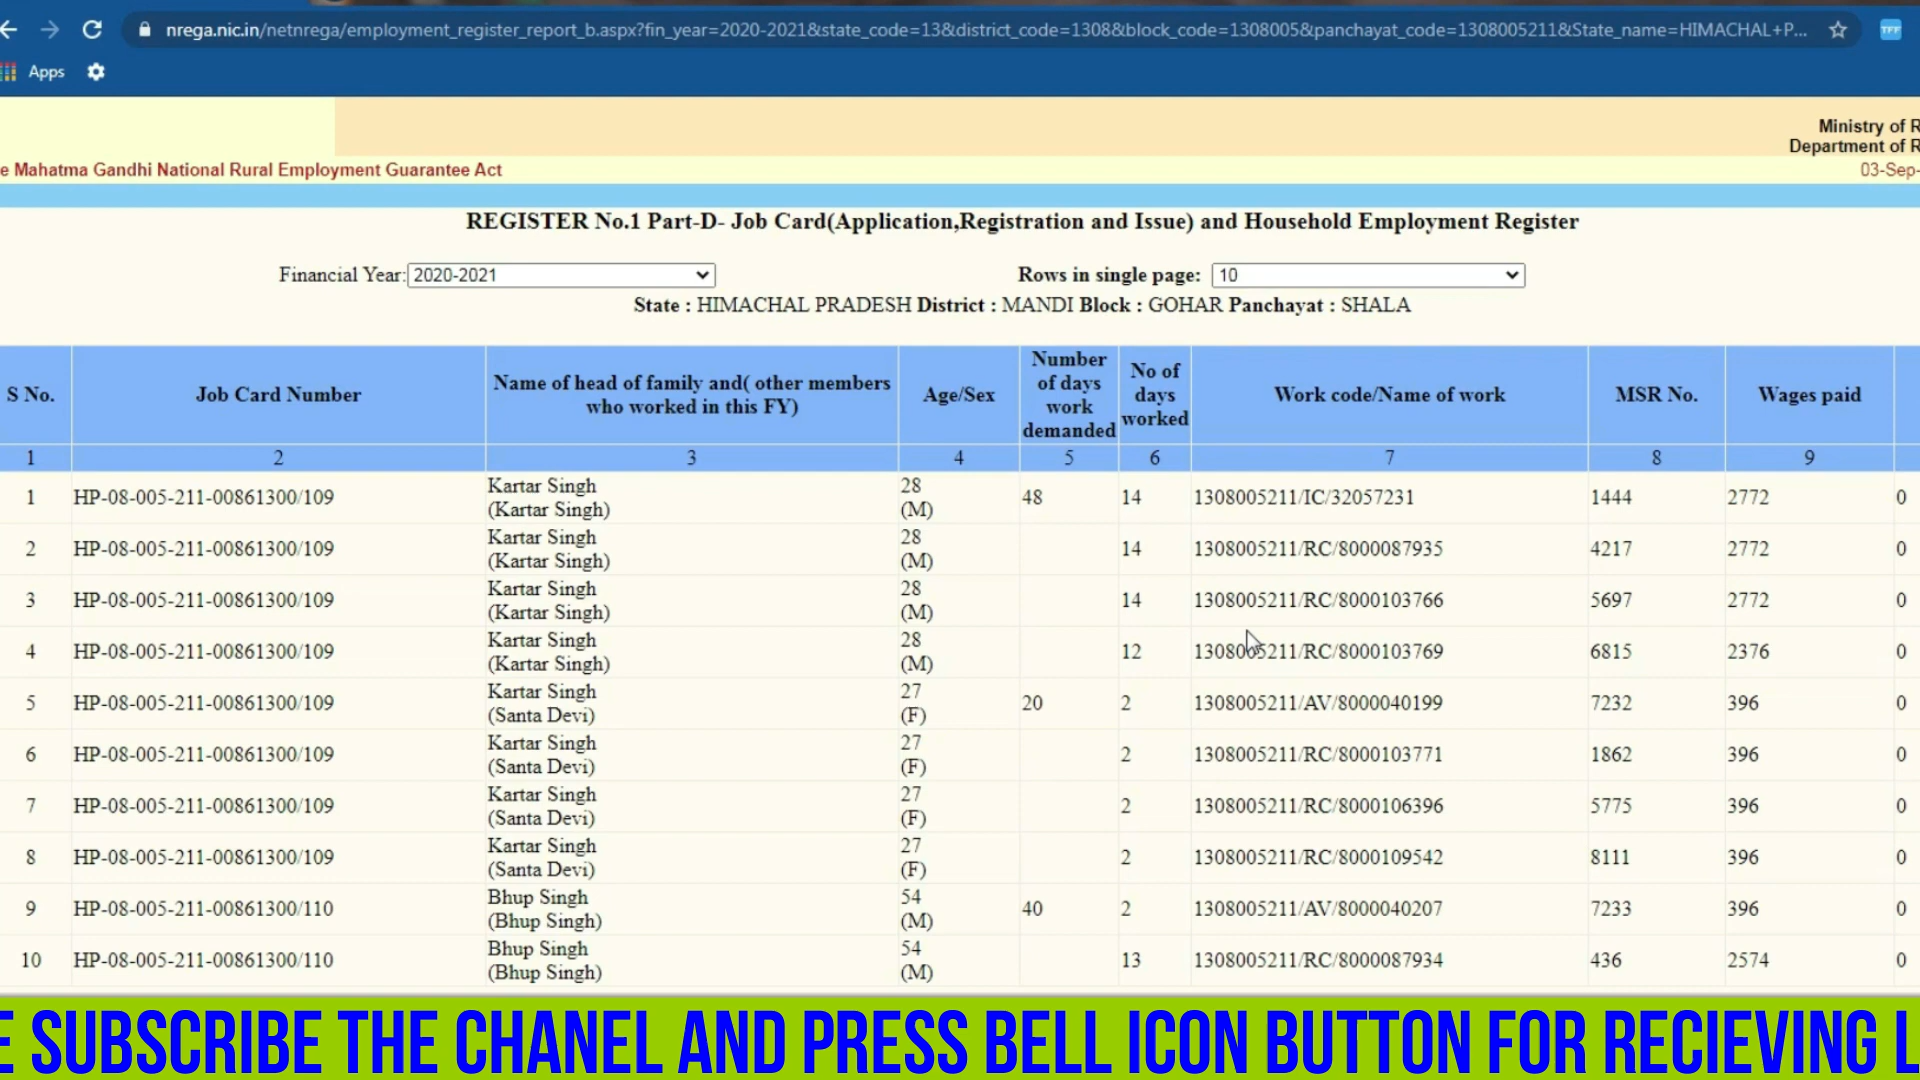 nrega.nic.in/netnrega/employment_register_report_b.aspx?fin_year=2020-2021&state_code=13&district_code=1308&block_code=1308005&panchayat_code=1308005211&State_name=HIMACHAL+P...
TFF
Apps
Ministry of R
Department of R
e Mahatma Gandhi National Rural Employment Guarantee Act 03-Sep-
REGISTER No.1 Part-D- Job Card(Application,Registration and Issue) and Household Employment Register
Financial Year: 2020-2021 Rows in single page: 10
State : HIMACHAL PRADESH District : MANDI Block : GOHAR Panchayat : SHALA
S No. Job Card Number Name of head of family and( other members who worked in this FY) Age/Sex Number of days work demanded No of days worked Work code/Name of work MSR No. Wages paid
1 2 3 4 5 6 7 8 9
1 HP-08-005-211-00861300/109 Kartar Singh (Kartar Singh) 28 (M) 48 14 1308005211/IC/32057231 1444 2772 0
2 HP-08-005-211-00861300/109 Kartar Singh (Kartar Singh) 28 (M) 14 1308005211/RC/8000087935 4217 2772 0
3 HP-08-005-211-00861300/109 Kartar Singh (Kartar Singh) 28 (M) 14 1308005211/RC/8000103766 5697 2772 0
4 HP-08-005-211-00861300/109 Kartar Singh (Kartar Singh) 28 (M) 12 1308005211/RC/8000103769 6815 2376 0
5 HP-08-005-211-00861300/109 Kartar Singh (Santa Devi) 27 (F) 20 2 1308005211/AV/8000040199 7232 396 0
6 HP-08-005-211-00861300/109 Kartar Singh (Santa Devi) 27 (F) 2 1308005211/RC/8000103771 1862 396 0
7 HP-08-005-211-00861300/109 Kartar Singh (Santa Devi) 27 (F) 2 1308005211/RC/8000106396 5775 396 0
8 HP-08-005-211-00861300/109 Kartar Singh (Santa Devi) 27 (F) 2 1308005211/RC/8000109542 8111 396 0
9 HP-08-005-211-00861300/110 Bhup Singh (Bhup Singh) 54 (M) 40 2 1308005211/AV/8000040207 7233 396 0
10 HP-08-005-211-00861300/110 Bhup Singh (Bhup Singh) 54 (M) 13 1308005211/RC/8000087934 436 2574 0
E SUBSCRIBE THE CHANEL AND PRESS BELL ICON BUTTON FOR RECIEVING L